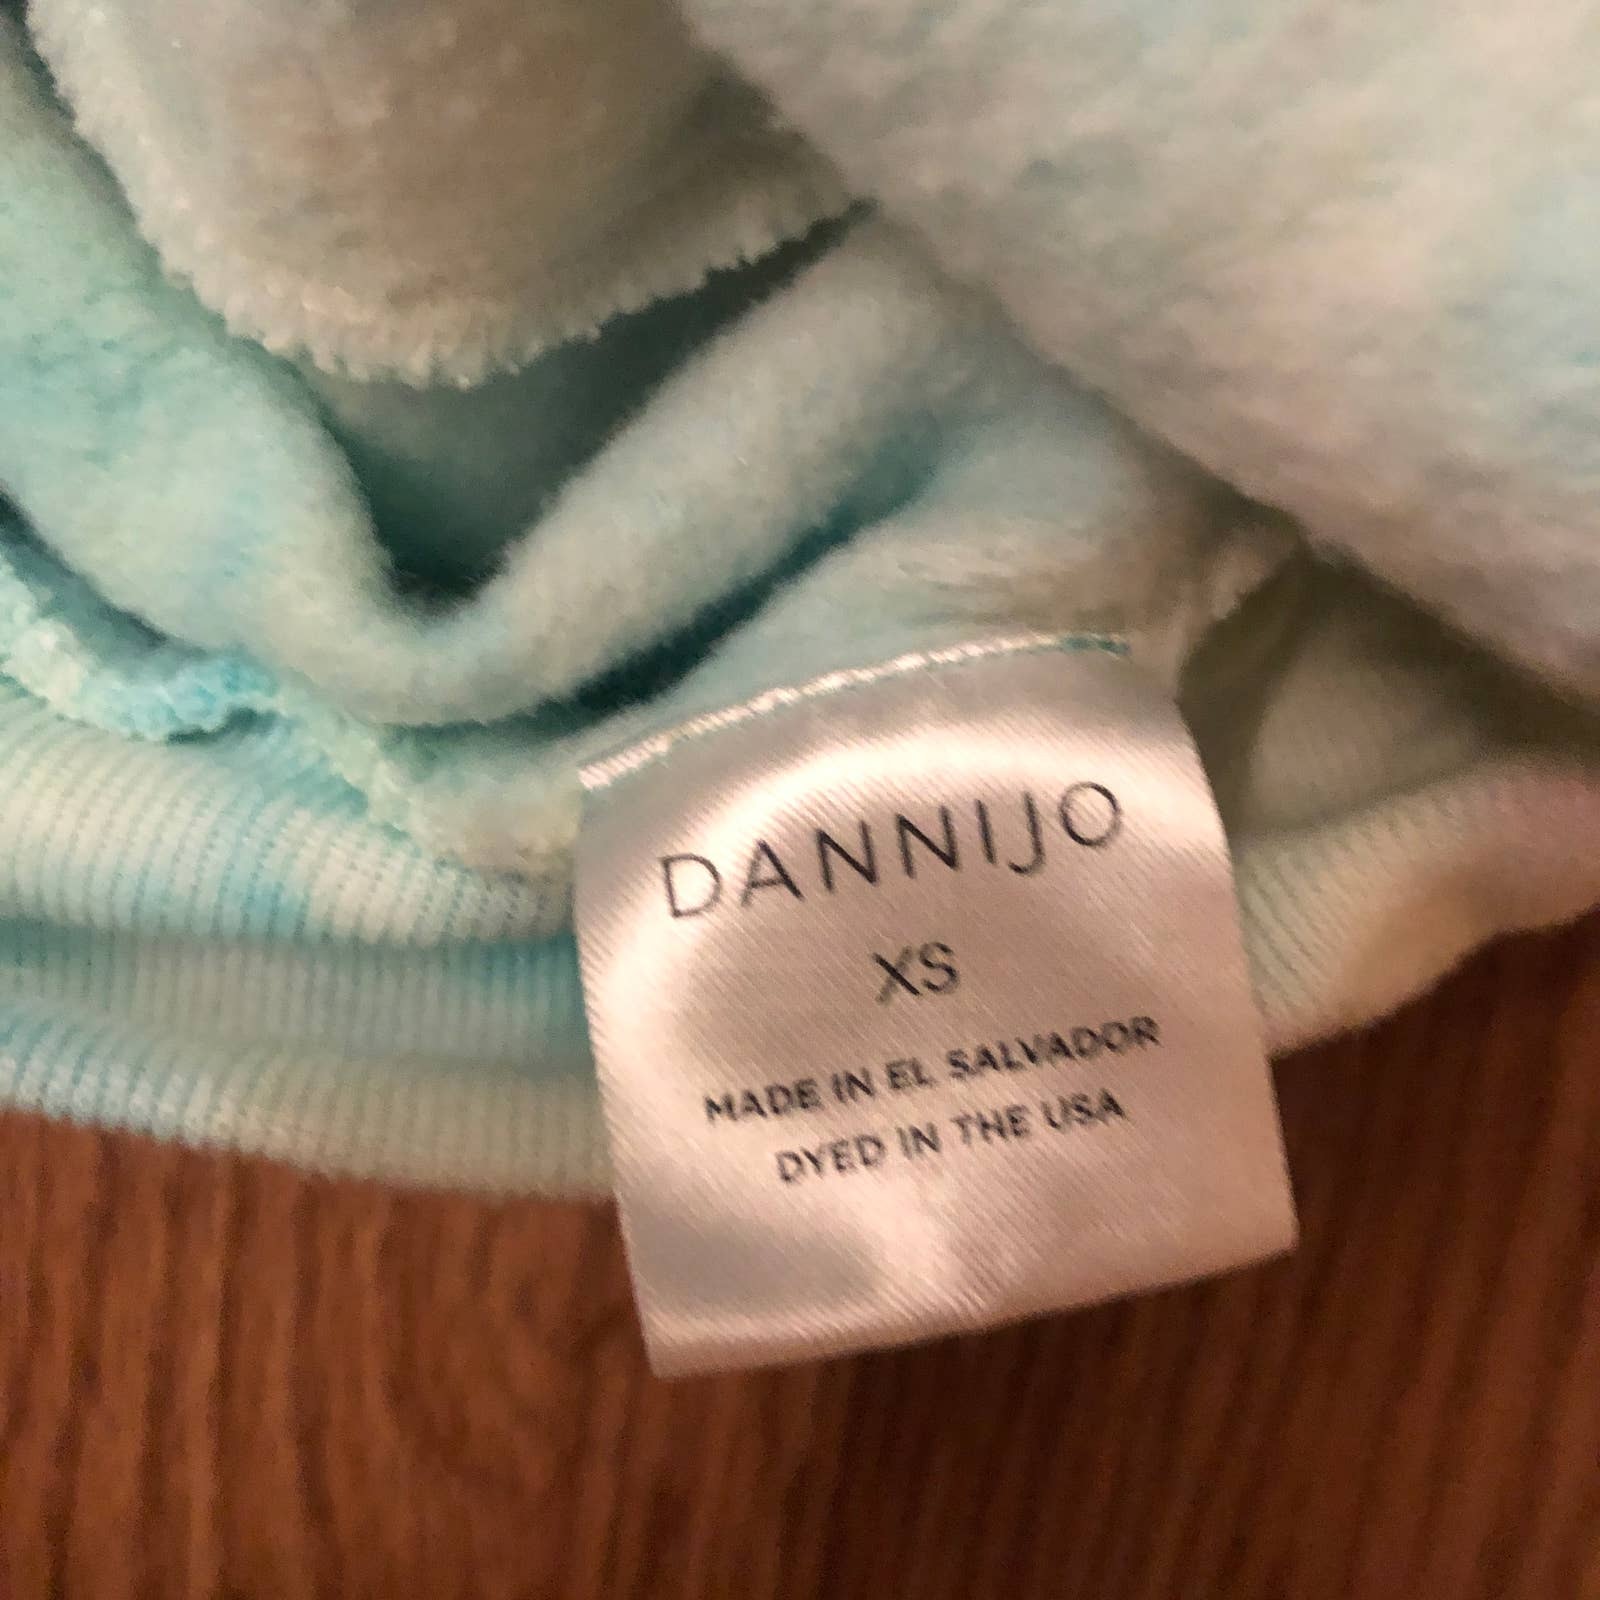 DANNIJO
XS
MADE IN EL SALVADOR
DYED IN THE USA